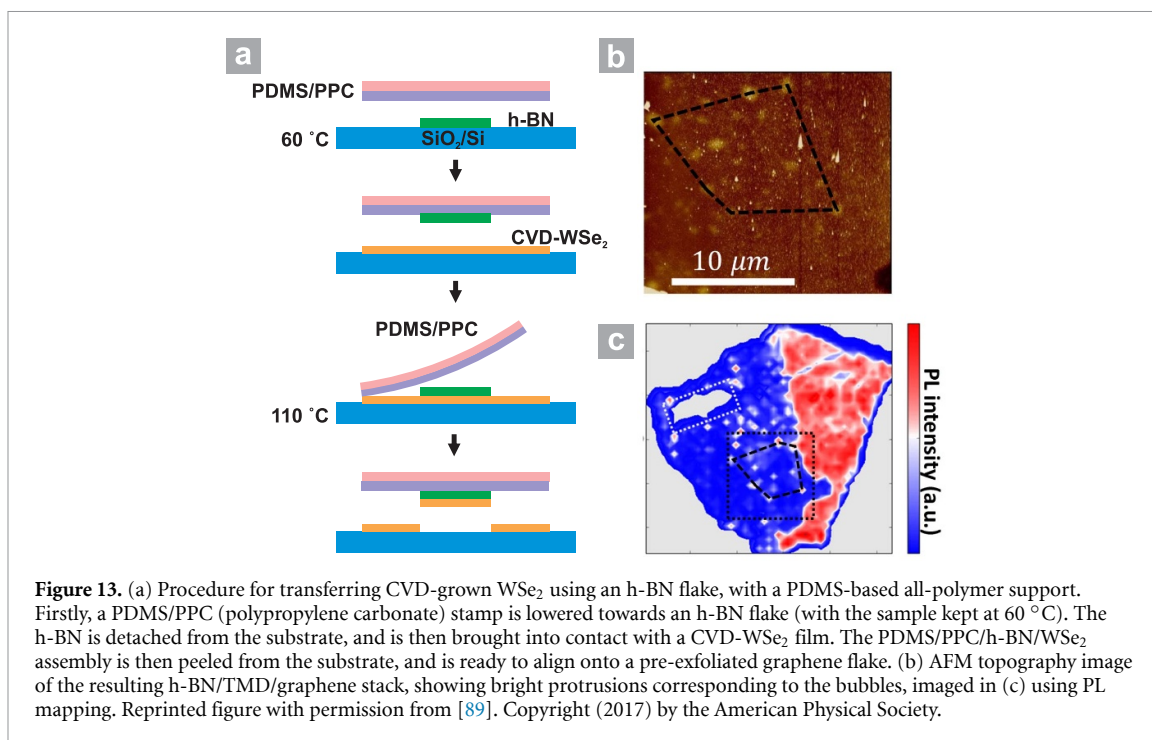 a
PDMS/PPC
h-BN
60 °C
SiO₂/Si
CVD-WSe₂
PDMS/PPC
110 °C
b
10 μm
c
PL intensity (a.u.)
Figure 13. (a) Procedure for transferring CVD-grown WSe₂ using an h-BN flake, with a PDMS-based all-polymer support.
Firstly, a PDMS/PPC (polypropylene carbonate) stamp is lowered towards an h-BN flake (with the sample kept at 60 °C). The
h-BN is detached from the substrate, and is then brought into contact with a CVD-WSe₂ film. The PDMS/PPC/h-BN/WSe₂
assembly is then peeled from the substrate, and is ready to align onto a pre-exfoliated graphene flake. (b) AFM topography image
of the resulting h-BN/TMD/graphene stack, showing bright protrusions corresponding to the bubbles, imaged in (c) using PL
mapping. Reprinted figure with permission from [89]. Copyright (2017) by the American Physical Society.